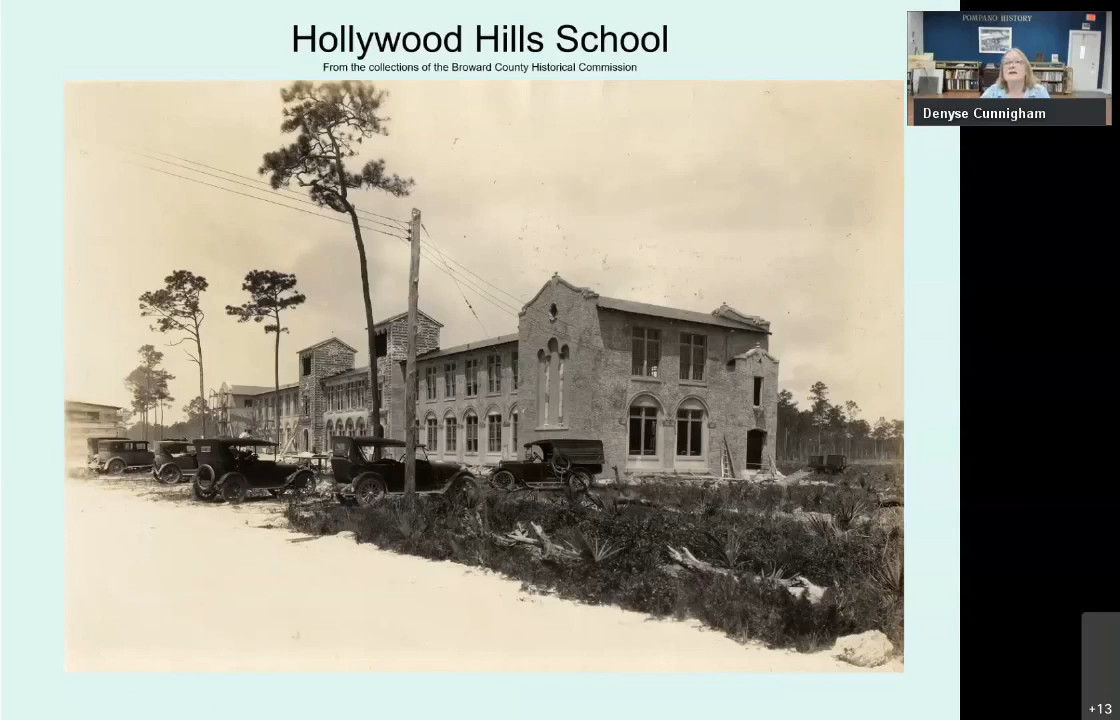 Hollywood Hills School
From the collections of the Broward County Historical Commission
POMPANO HISTORY
Denyse Cunnigham
+13